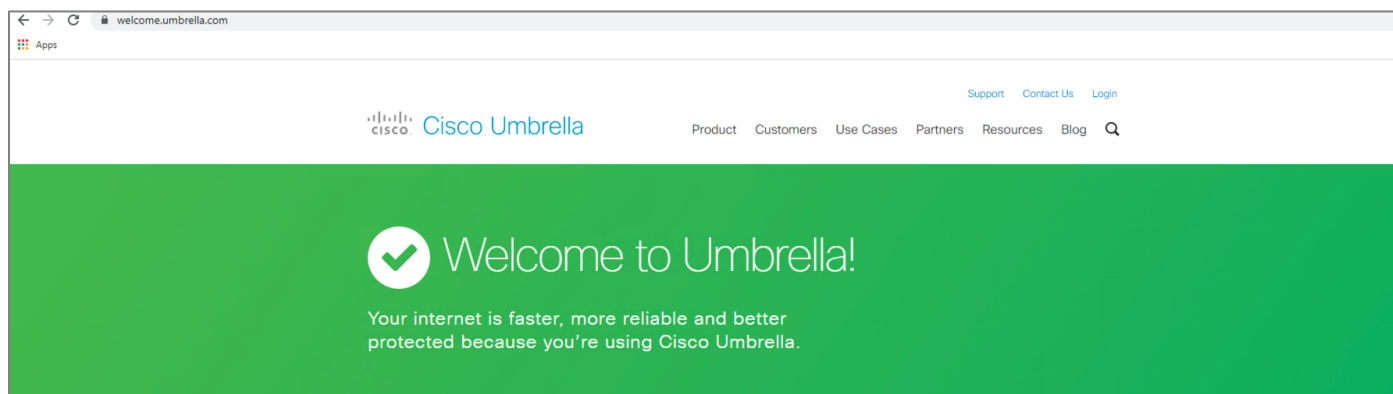 welcome.umbrella.com
Apps
Support Contact Us Login
cisco. Cisco Umbrella
Product Customers Use Cases Partners Resources Blog
Welcome to Umbrella!
Your internet is faster, more reliable and better
protected because you’re using Cisco Umbrella.